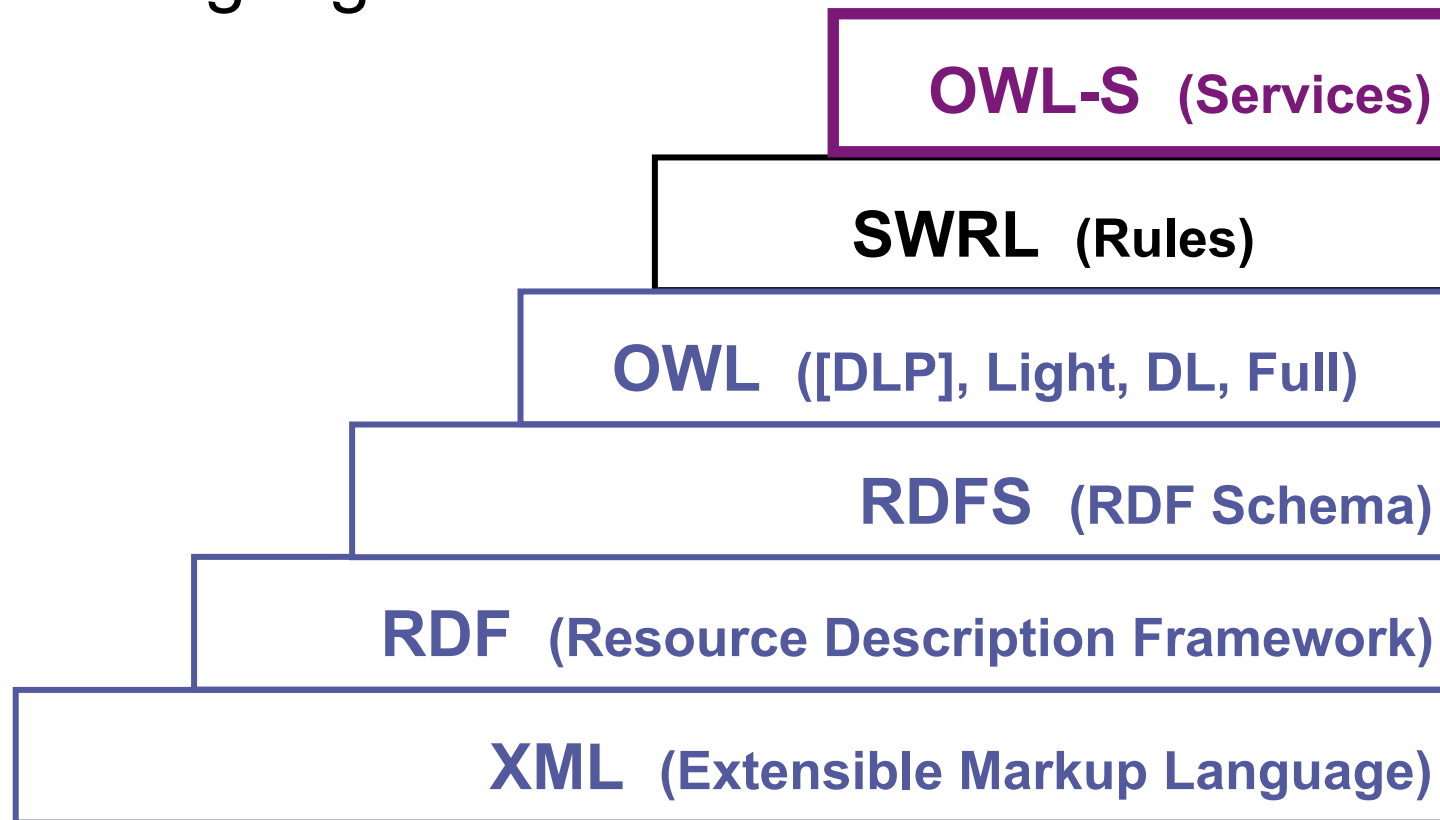 OWL-S (Services)
SWRL (Rules)
OWL ([DLP], Light, DL, Full)
RDFS (RDF Schema)
RDF (Resource Description Framework)
XML (Extensible Markup Language)